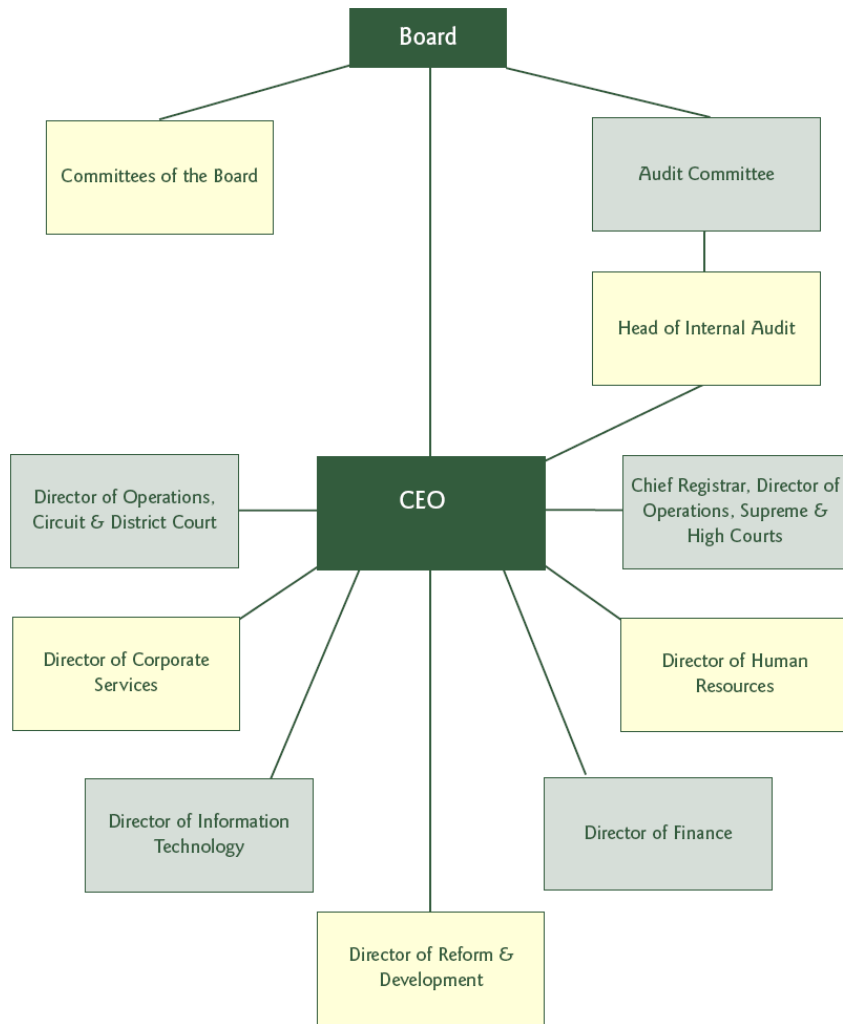 Board
Committees of the Board
Audit Committee
Head of Internal Audit
Director of Operations,
Circuit & District Court
CEO
Chief Registrar, Director of
Operations, Supreme &
High Courts
Director of Corporate
Services
Director of Human
Resources
Director of Information
Technology
Director of Finance
Director of Reform &
Development